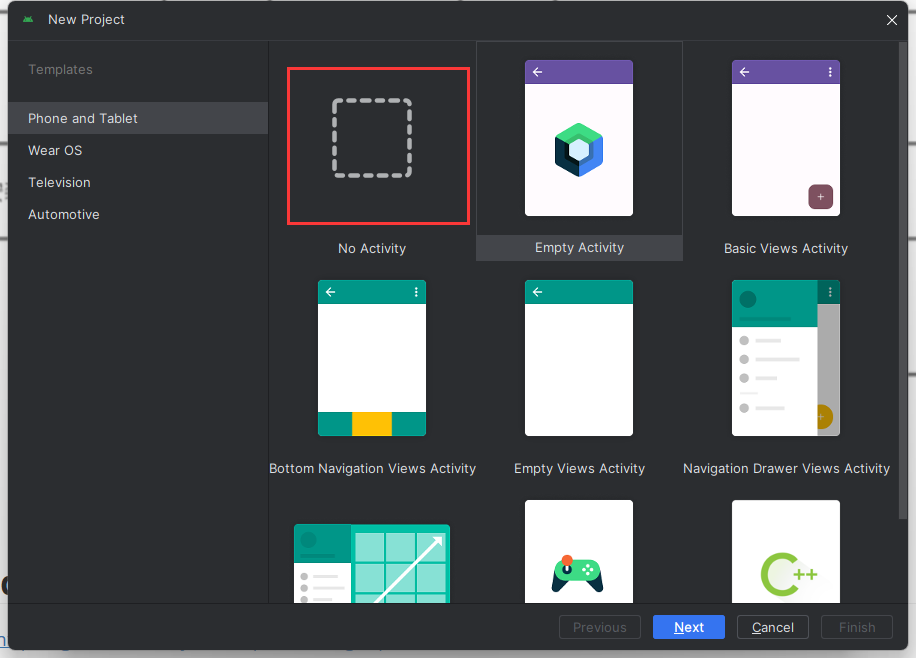 New Project
Templates
Phone and Tablet
Wear OS
Television
Automotive
No Activity
Empty Activity
Basic Views Activity
Bottom Navigation Views Activity
Empty Views Activity
Navigation Drawer Views Activity
C++
Previous
Next
Cancel
Finish